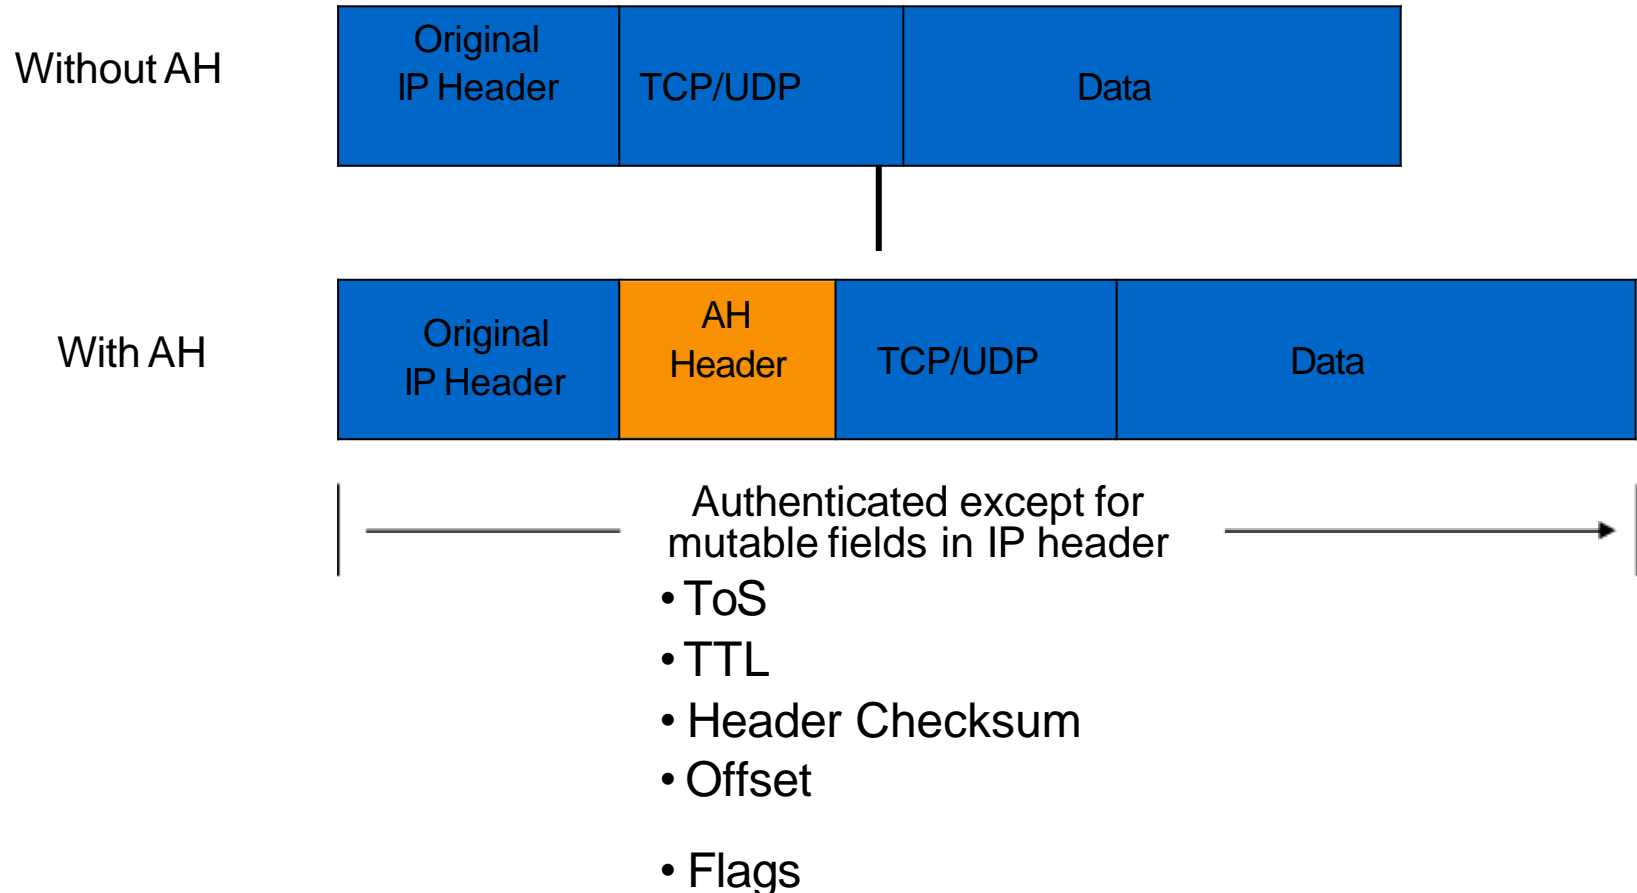 Without AH
Original
IP Header
TCP/UDP
Data
With AH
Original
IP Header
AH
Header
TCP/UDP
Data
Authenticated except for
mutable fields in IP header
• ToS
• TTL
• Header Checksum
• Offset
• Flags